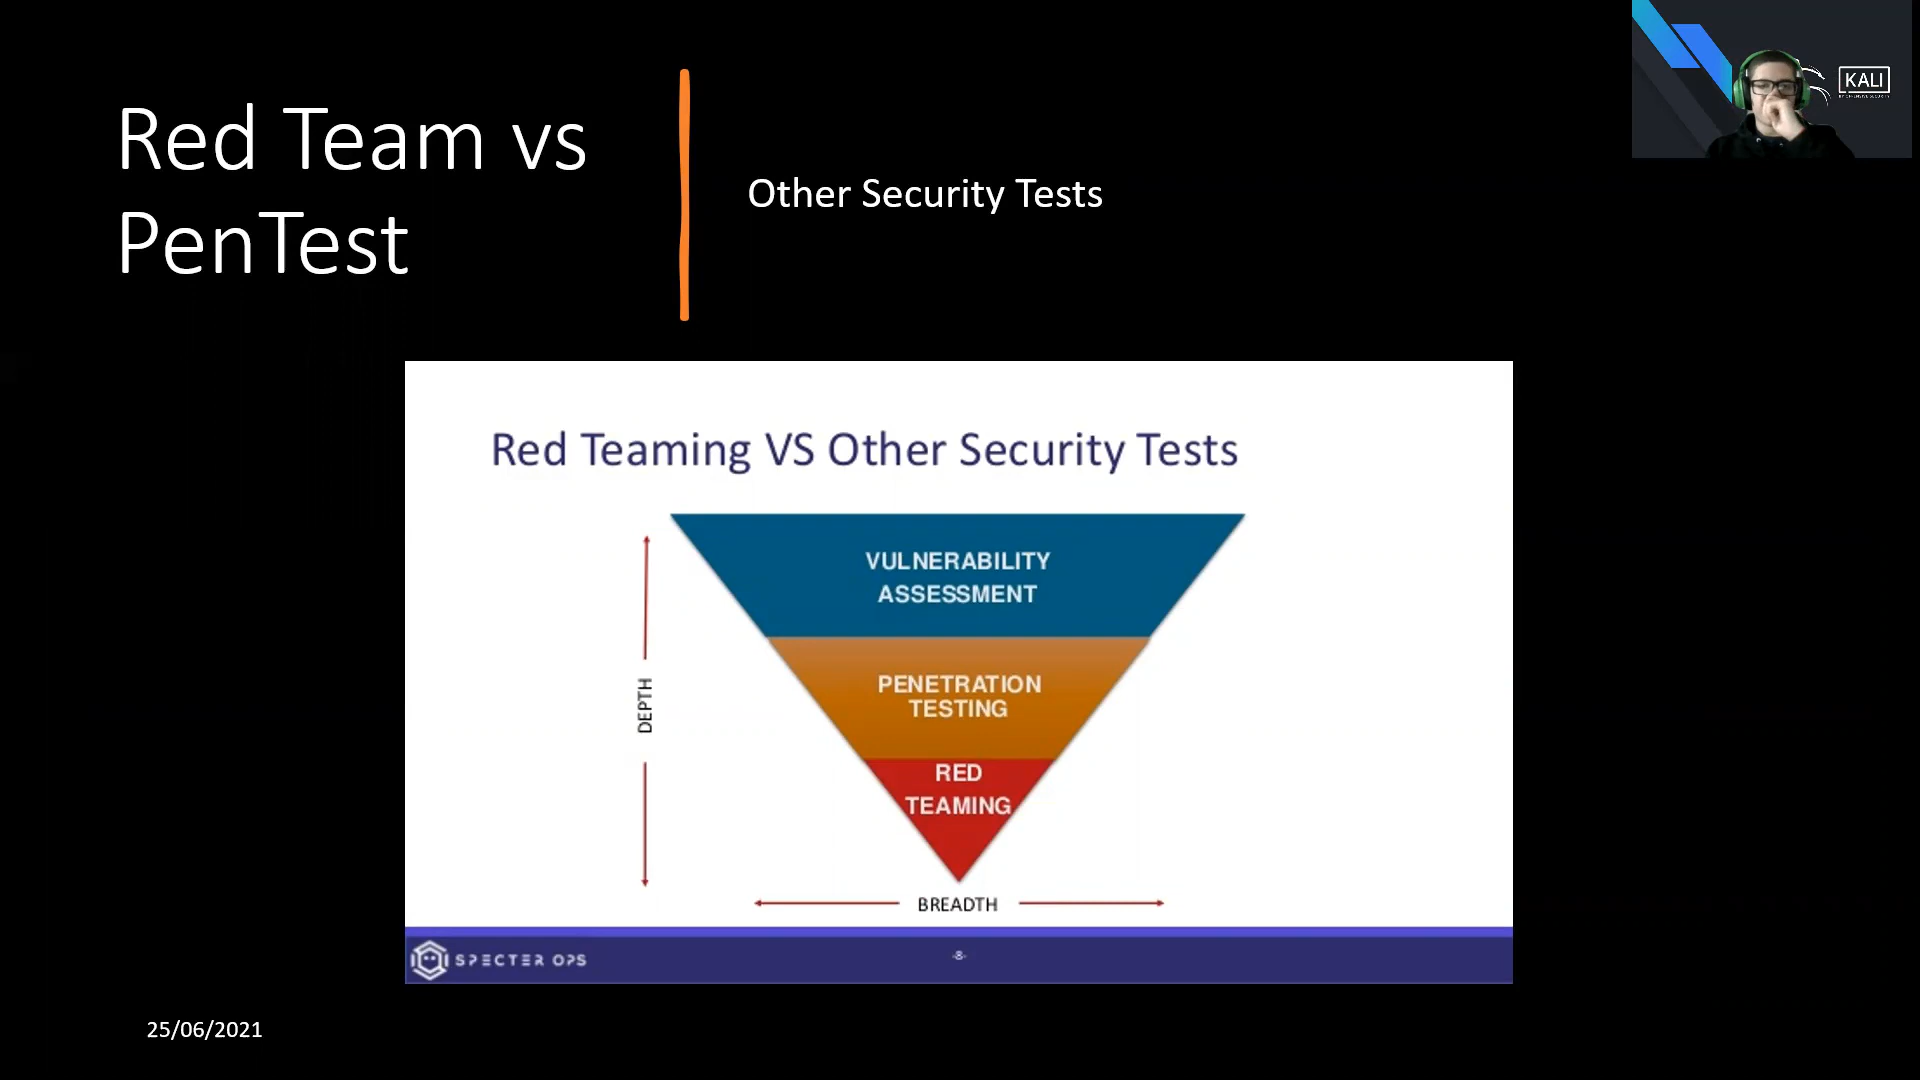 Red Team vs
PenTest
Other Security Tests
KALI
Red Teaming VS Other Security Tests
VULNERABILITY
ASSESSMENT
PENETRATION
TESTING
RED
TEAMING
DEPTH
BREADTH
SPECTER OPS
-8-
25/06/2021